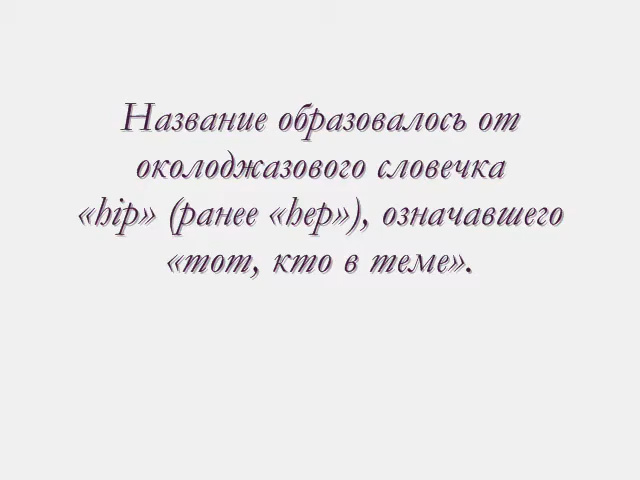 Название образовалось от
околоджазового словечка
«hip» (ранее «hep»), означавшего
«тот, кто в теме».